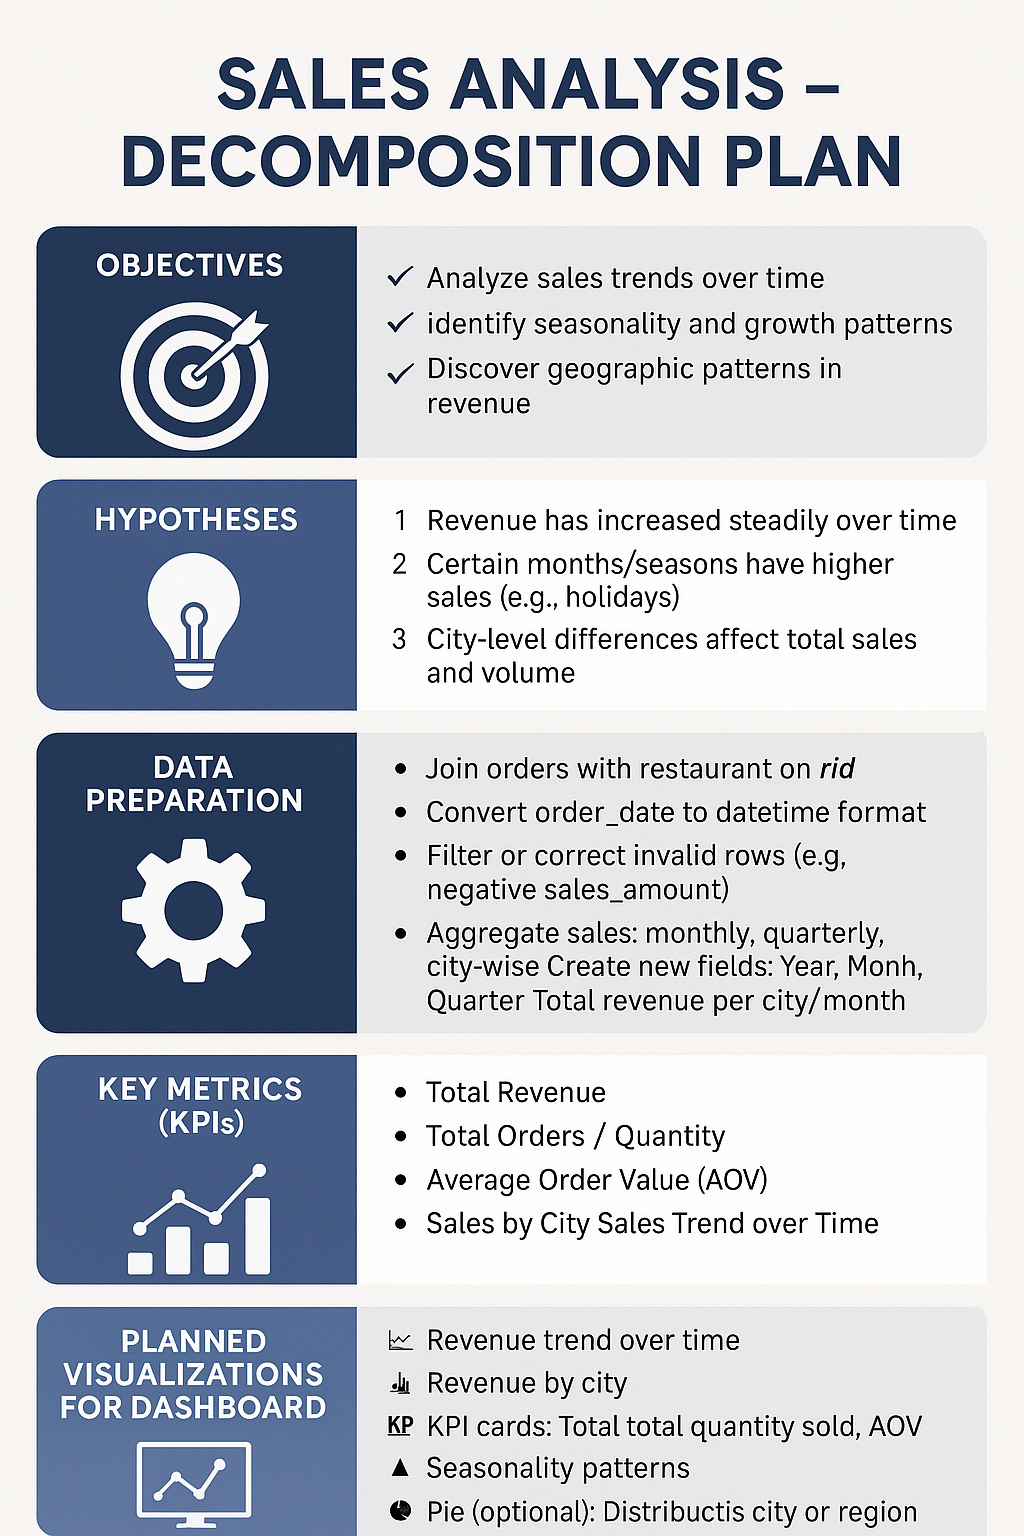 SALES ANALYSIS –
DECOMPOSITION PLAN
OBJECTIVES
Analyze sales trends over time
identify seasonality and growth patterns
Discover geographic patterns in
revenue
HYPOTHESES
1 Revenue has increased steadily over time
2 Certain months/seasons have higher
sales (e.g., holidays)
3 City-level differences affect total sales
and volume
DATA
PREPARATION
• Join orders with restaurant on rid
• Convert order_date to datetime format
• Filter or correct invalid rows (e.g,
negative sales_amount)
• Aggregate sales: monthly, quarterly,
city-wise Create new fields: Year, Monh,
Quarter Total revenue per city/month
KEY METRICS
(KPIs)
• Total Revenue
• Total Orders / Quantity
• Average Order Value (AOV)
• Sales by City Sales Trend over Time
PLANNED
VISUALIZATIONS
FOR DASHBOARD
Revenue trend over time
Revenue by city
KP KPI cards: Total total quantity sold, AOV
Seasonality patterns
Pie (optional): Distribuctis city or region